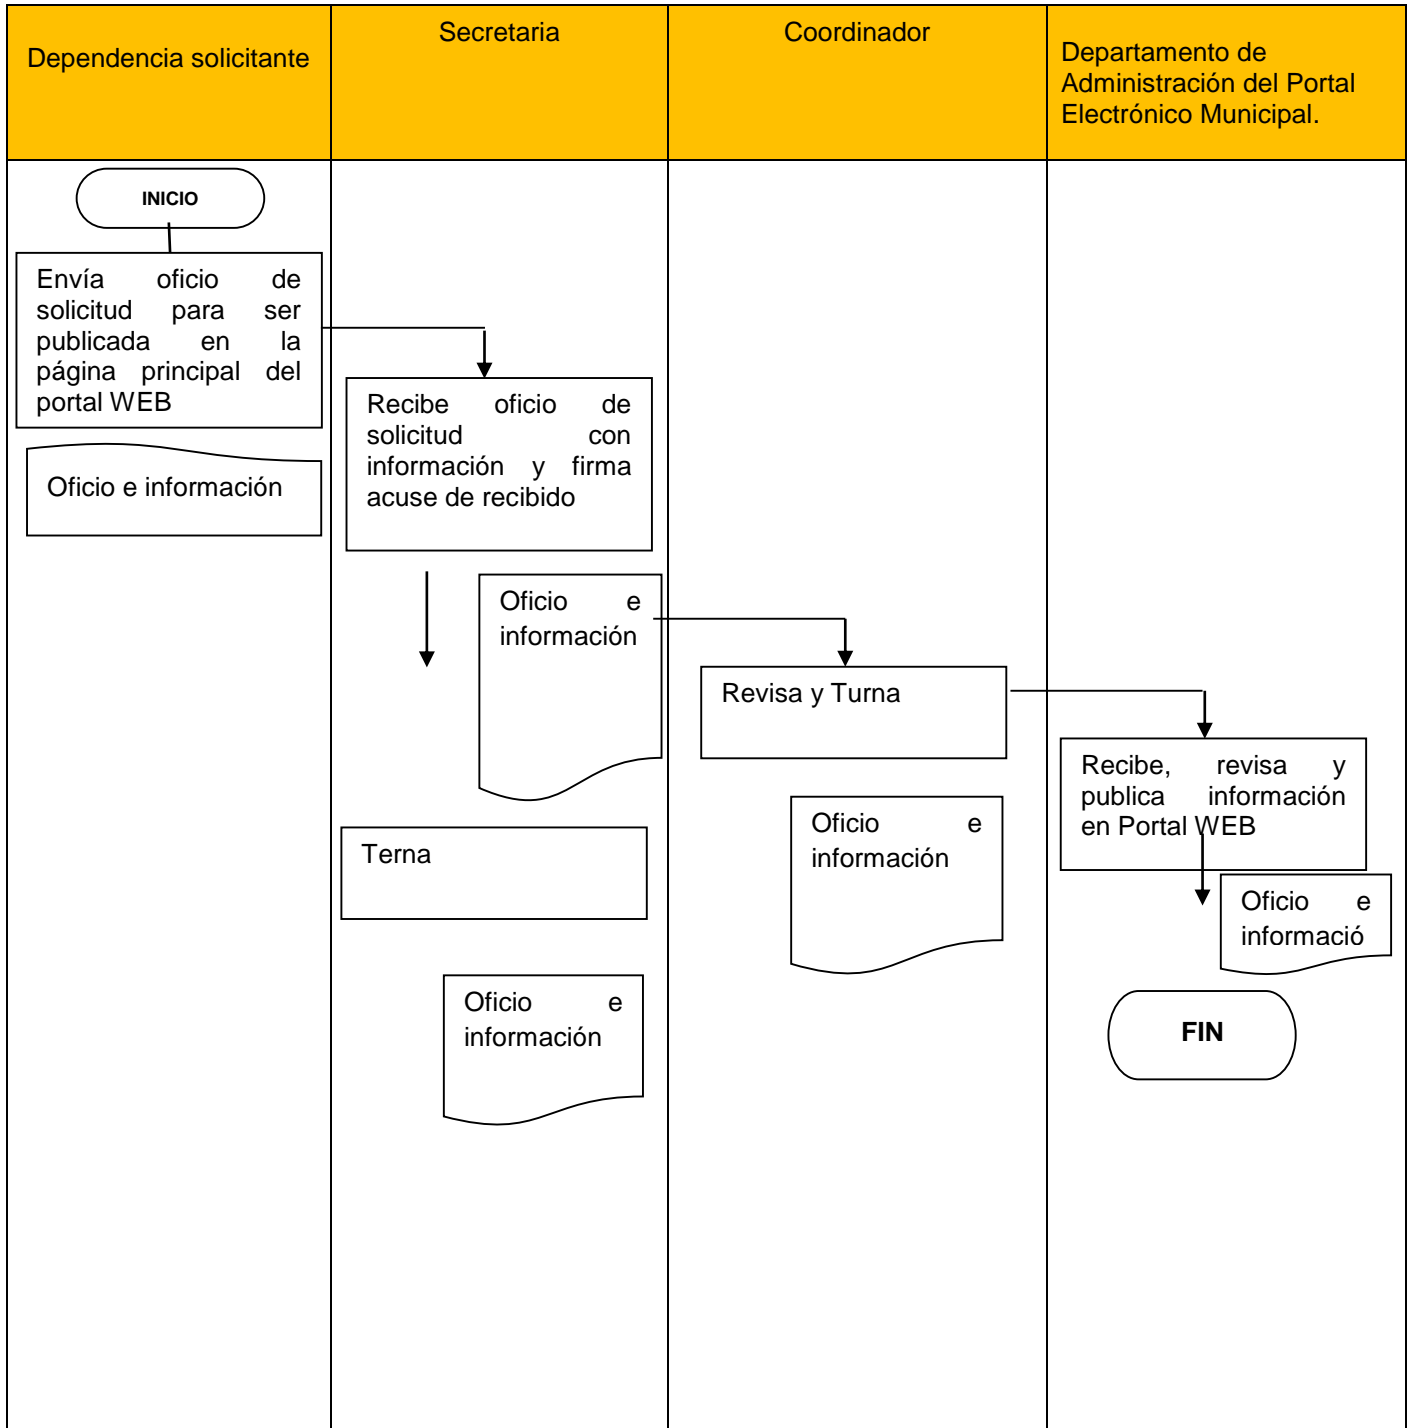 Dependencia solicitante
Secretaria
Coordinador
Departamento de
Administración del Portal
Electrónico Municipal.
INICIO
Envía oficio de
solicitud para ser
publicada en la
página principal del
portal WEB
Oficio e información
Recibe oficio de
solicitud con
información y firma
acuse de recibido
Oficio e
información
Terna
Oficio e
información
Revisa y Turna
Oficio e
información
Recibe, revisa y
publica información
en Portal WEB
Oficio e
informació
FIN